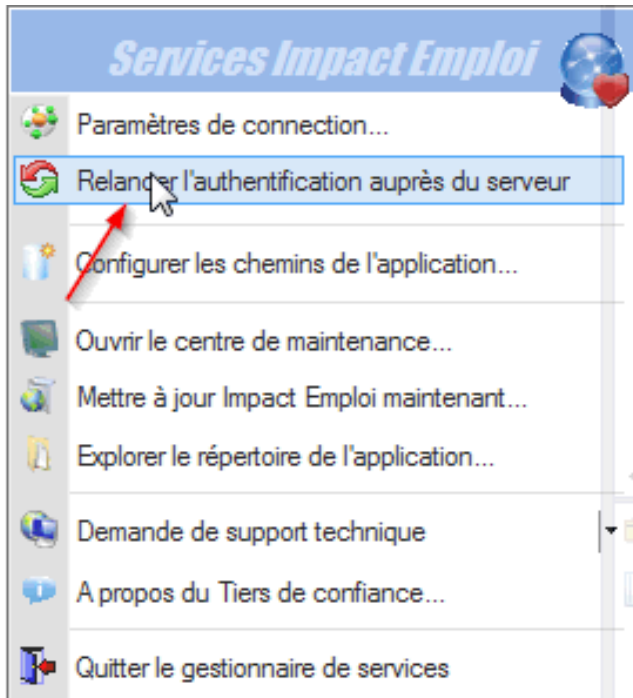 Services Impact Emploi
Paramètres de connection...
Relancer l'authentification auprès du serveur
Configurer les chemins de l'application...
Ouvrir le centre de maintenance...
Mettre à jour Impact Emploi maintenant...
Explorer le répertoire de l'application...
Demande de support technique
A propos du Tiers de confiance...
Quitter le gestionnaire de services